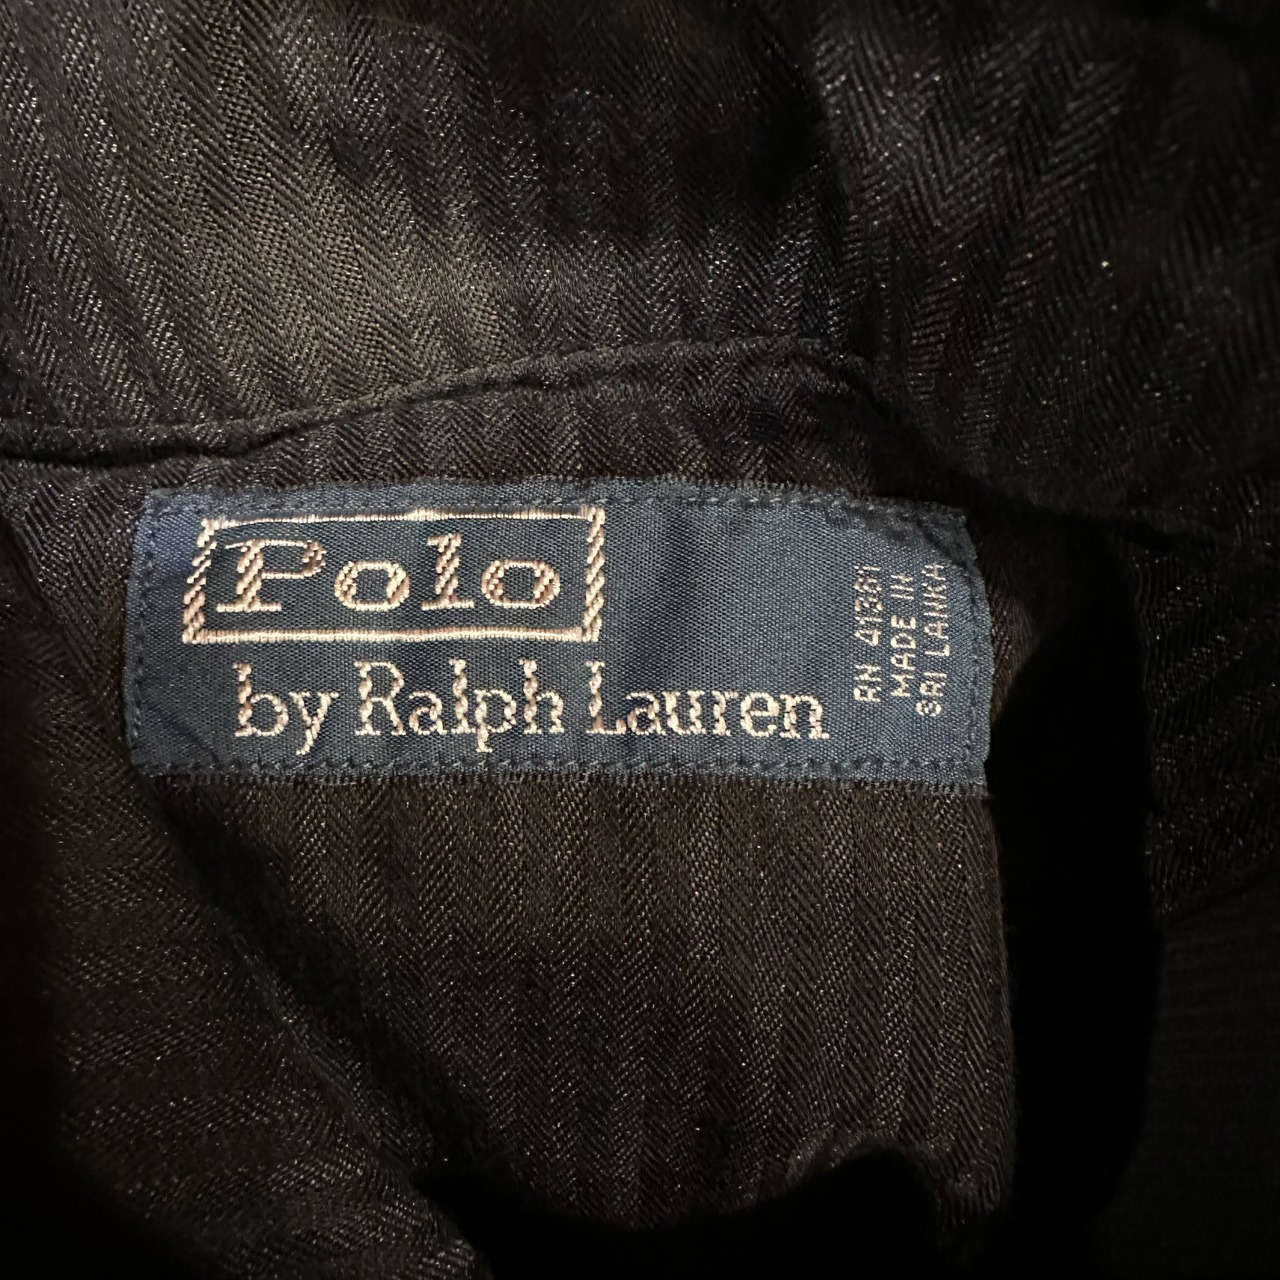 Polo
by Ralph Lauren
RN 41381
MADE IN
SRI LANKA